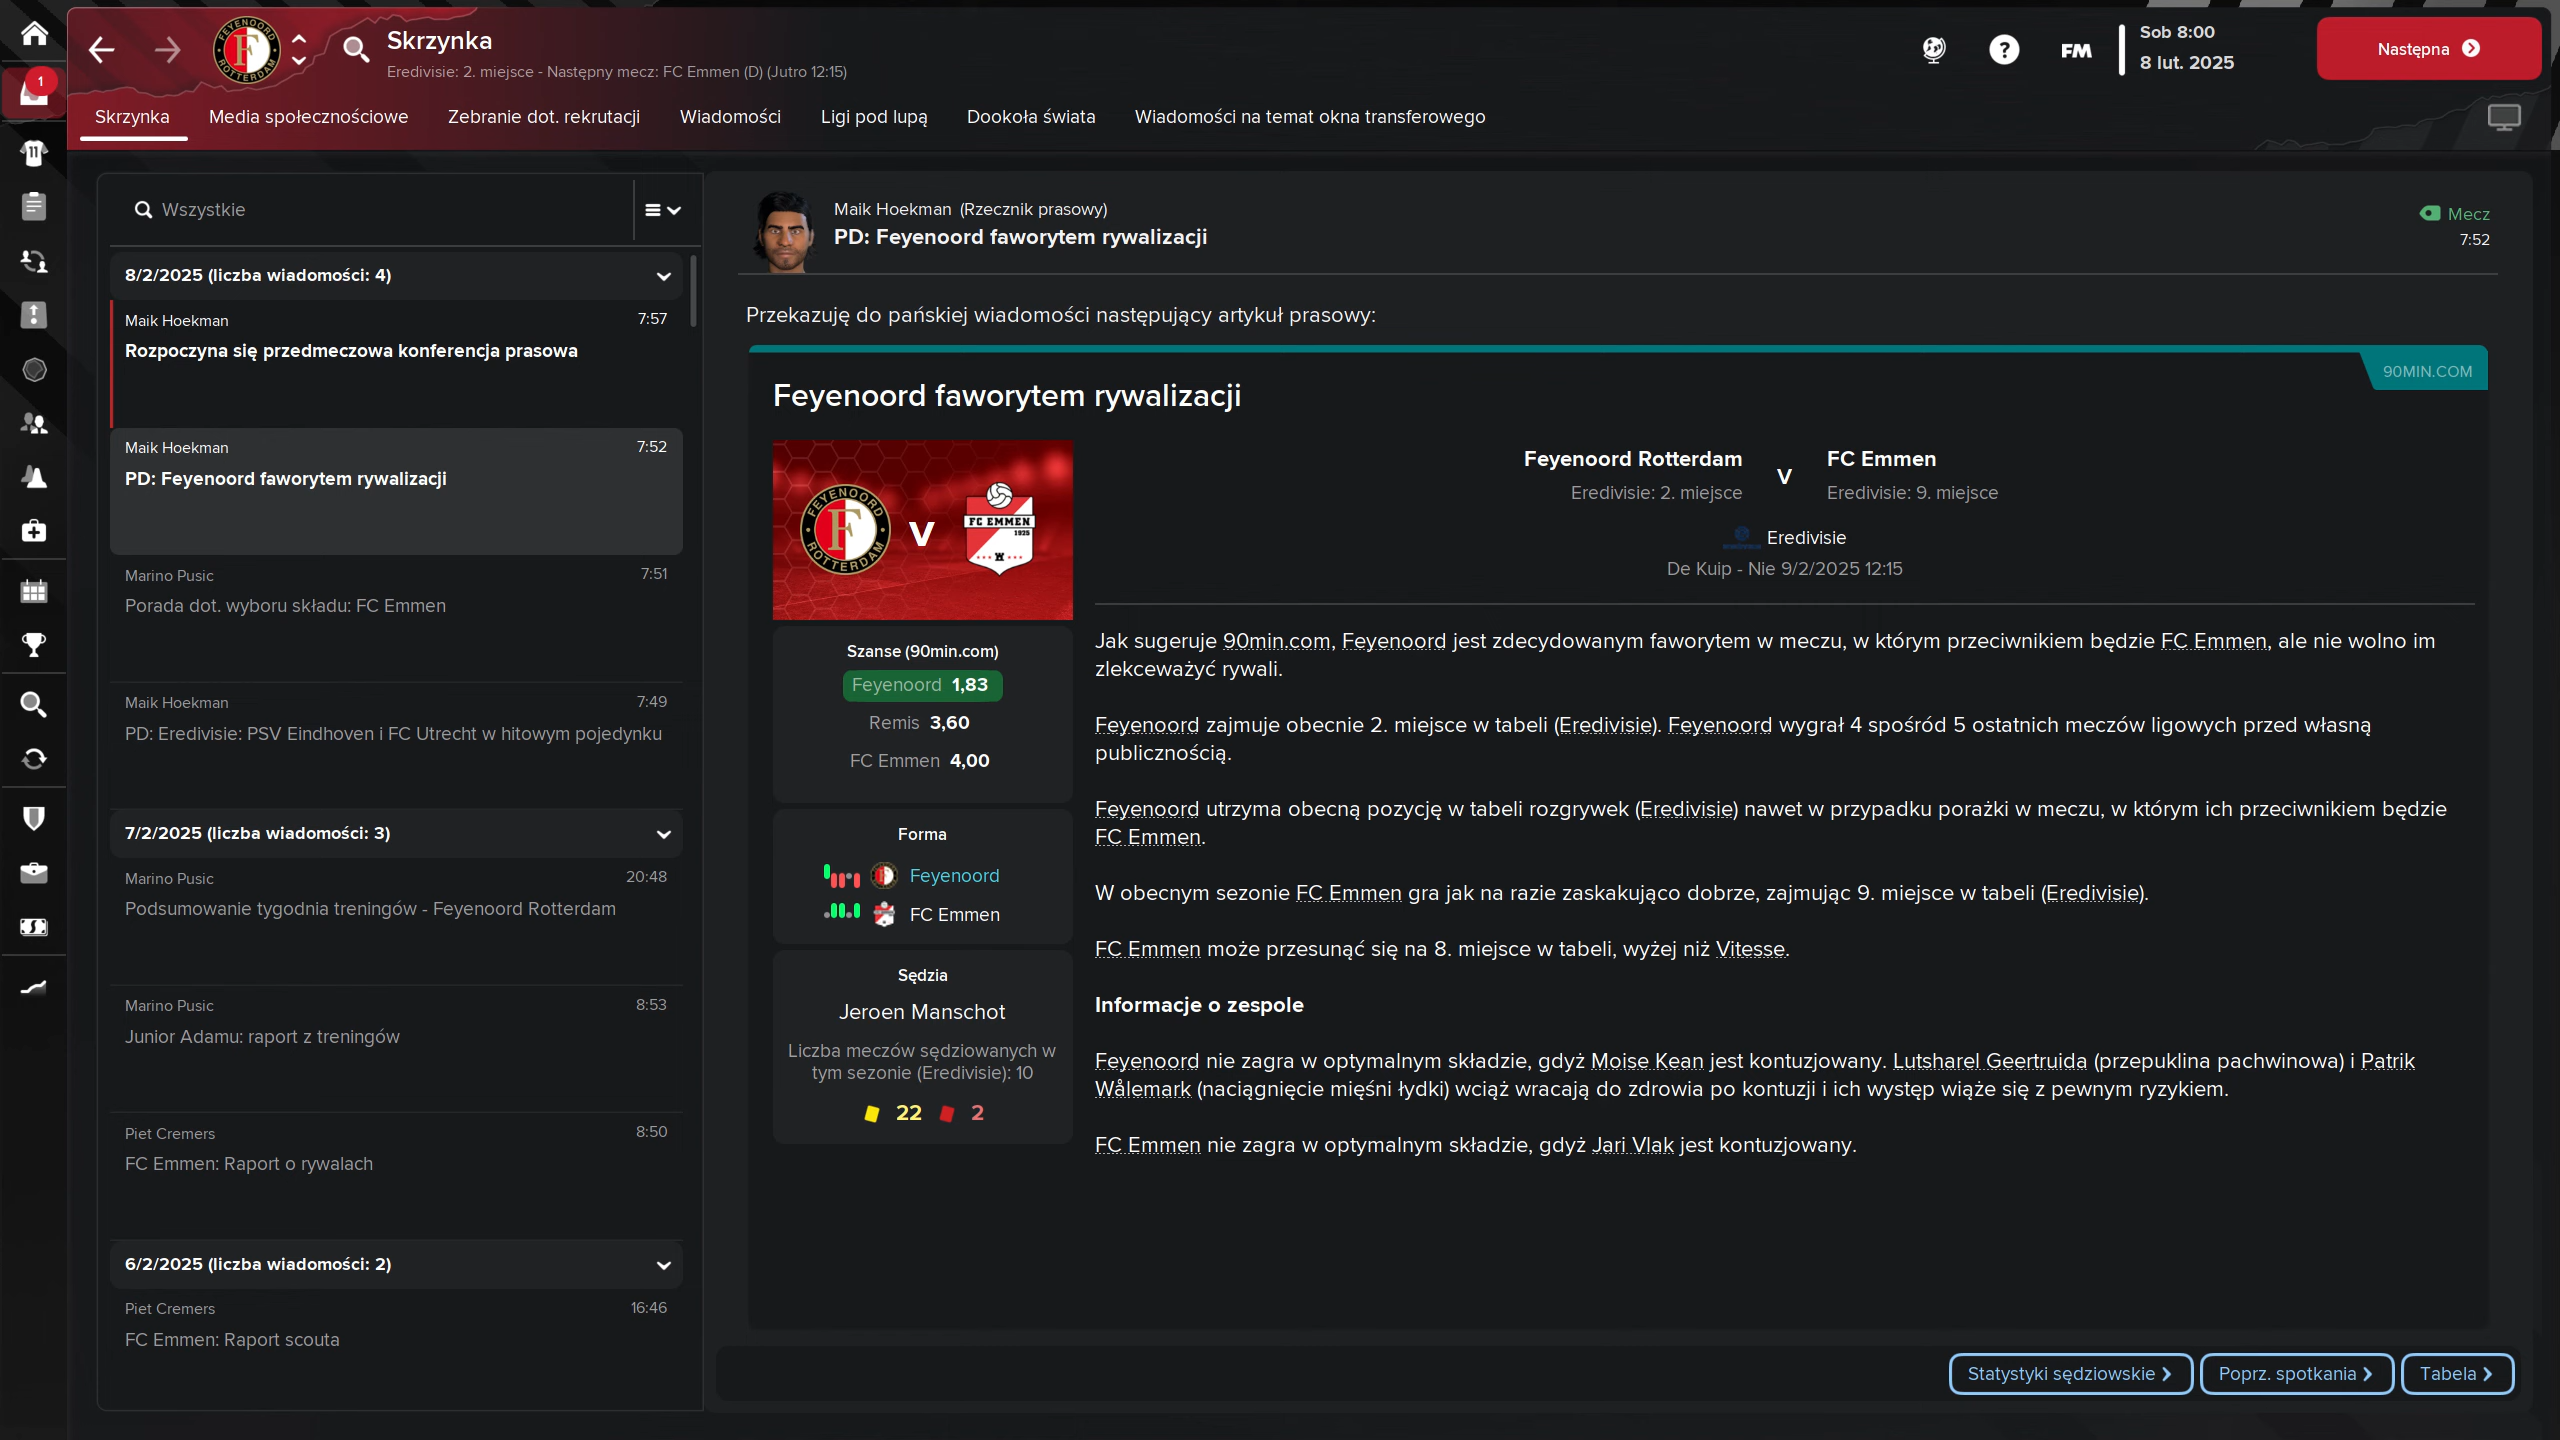 Skrzynka
Eredivisie: 2. miejsce - Następny mecz: FC Emmen (D) (Jutro 12:15)
FM
Sob 8:00
8 lut. 2025
Następna
1
Skrzynka
Media społecznościowe
Zebranie dot. rekrutacji
Wiadomości
Ligi pod lupą
Dookoła świata
Wiadomości na temat okna transferowego
11
Wszystkie
8/2/2025 (liczba wiadomości: 4)
Maik Hoekman 7:57
Rozpoczyna się przedmeczowa konferencja prasowa
Maik Hoekman 7:52
PD: Feyenoord faworytem rywalizacji
Marino Pusic 7:51
Porada dot. wyboru składu: FC Emmen
Maik Hoekman 7:49
PD: Eredivisie: PSV Eindhoven i FC Utrecht w hitowym pojedynku
7/2/2025 (liczba wiadomości: 3)
Marino Pusic 20:48
Podsumowanie tygodnia treningów - Feyenoord Rotterdam
Marino Pusic 8:53
Junior Adamu: raport z treningów
Piet Cremers 8:50
FC Emmen: Raport o rywalach
6/2/2025 (liczba wiadomości: 2)
Piet Cremers 16:46
FC Emmen: Raport scouta
Maik Hoekman (Rzecznik prasowy)
PD: Feyenoord faworytem rywalizacji
Mecz
7:52
Przekazuję do pańskiej wiadomości następujący artykuł prasowy:
90MIN.COM
Feyenoord faworytem rywalizacji
FEYENOORD
F
ROTTERDAM
V
FC EMMEN
1925
Feyenoord Rotterdam
Eredivisie: 2. miejsce
V
FC Emmen
Eredivisie: 9. miejsce
Eredivisie
De Kuip - Nie 9/2/2025 12:15
Szanse (90min.com)
Feyenoord 1,83
Remis 3,60
FC Emmen 4,00
Forma
Feyenoord
FC Emmen
Sędzia
Jeroen Manschot
Liczba meczów sędziowanych w
tym sezonie (Eredivisie): 10
22 2
Jak sugeruje 90min.com, Feyenoord jest zdecydowanym faworytem w meczu, w którym przeciwnikiem będzie FC Emmen, ale nie wolno im
zlekceważyć rywali.
Feyenoord zajmuje obecnie 2. miejsce w tabeli (Eredivisie). Feyenoord wygrał 4 spośród 5 ostatnich meczów ligowych przed własną
publicznością.
Feyenoord utrzyma obecną pozycję w tabeli rozgrywek (Eredivisie) nawet w przypadku porażki w meczu, w którym ich przeciwnikiem będzie
FC Emmen.
W obecnym sezonie FC Emmen gra jak na razie zaskakująco dobrze, zajmując 9. miejsce w tabeli (Eredivisie).
FC Emmen może przesunąć się na 8. miejsce w tabeli, wyżej niż Vitesse.
Informacje o zespole
Feyenoord nie zagra w optymalnym składzie, gdyż Moise Kean jest kontuzjowany. Lutsharel Geertruida (przepuklina pachwinowa) i Patrik
Wålemark (naciągnięcie mięśni łydki) wciąż wracają do zdrowia po kontuzji i ich występ wiąże się z pewnym ryzykiem.
FC Emmen nie zagra w optymalnym składzie, gdyż Jari Vlak jest kontuzjowany.
Statystyki sędziowskie
Poprz. spotkania
Tabela